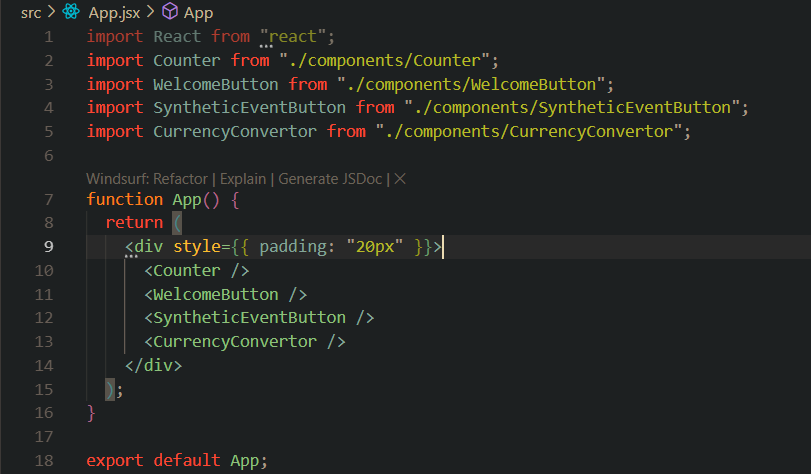 src > App.jsx > App
1 import React from "react";
2 import Counter from "./components/Counter";
3 import WelcomeButton from "./components/WelcomeButton";
4 import SyntheticEventButton from "./components/SyntheticEventButton";
5 import CurrencyConvertor from "./components/CurrencyConvertor";
6
Windsurf: Refactor | Explain | Generate JSDoc | ×
7 function App() {
8   return (
9     <div style={{ padding: "20px" }}>
10       <Counter />
11       <WelcomeButton />
12       <SyntheticEventButton />
13       <CurrencyConvertor />
14     </div>
15   );
16 }
17
18 export default App;